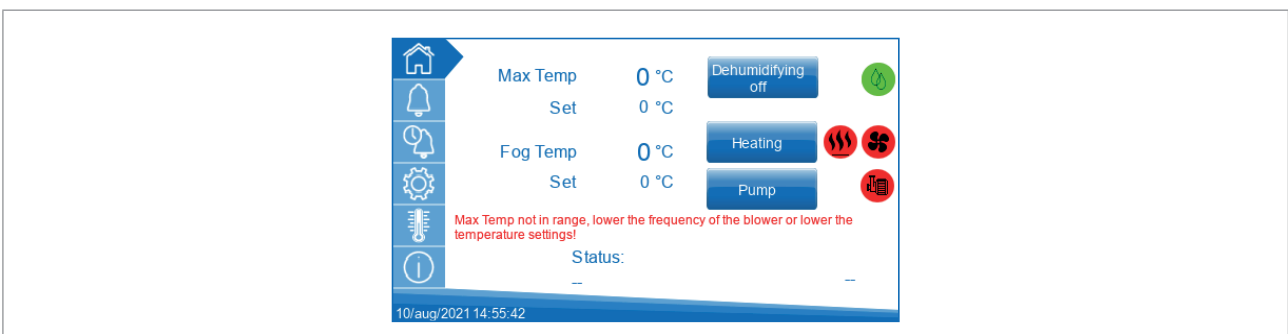 Max Temp 0 °C
Dehumidifying
off
Set 0 °C
Fog Temp 0 °C
Heating
Set 0 °C
Pump
Max Temp not in range, lower the frequency of the blower or lower the
temperature settings!
Status:
-- --
10/aug/2021 14:55:42